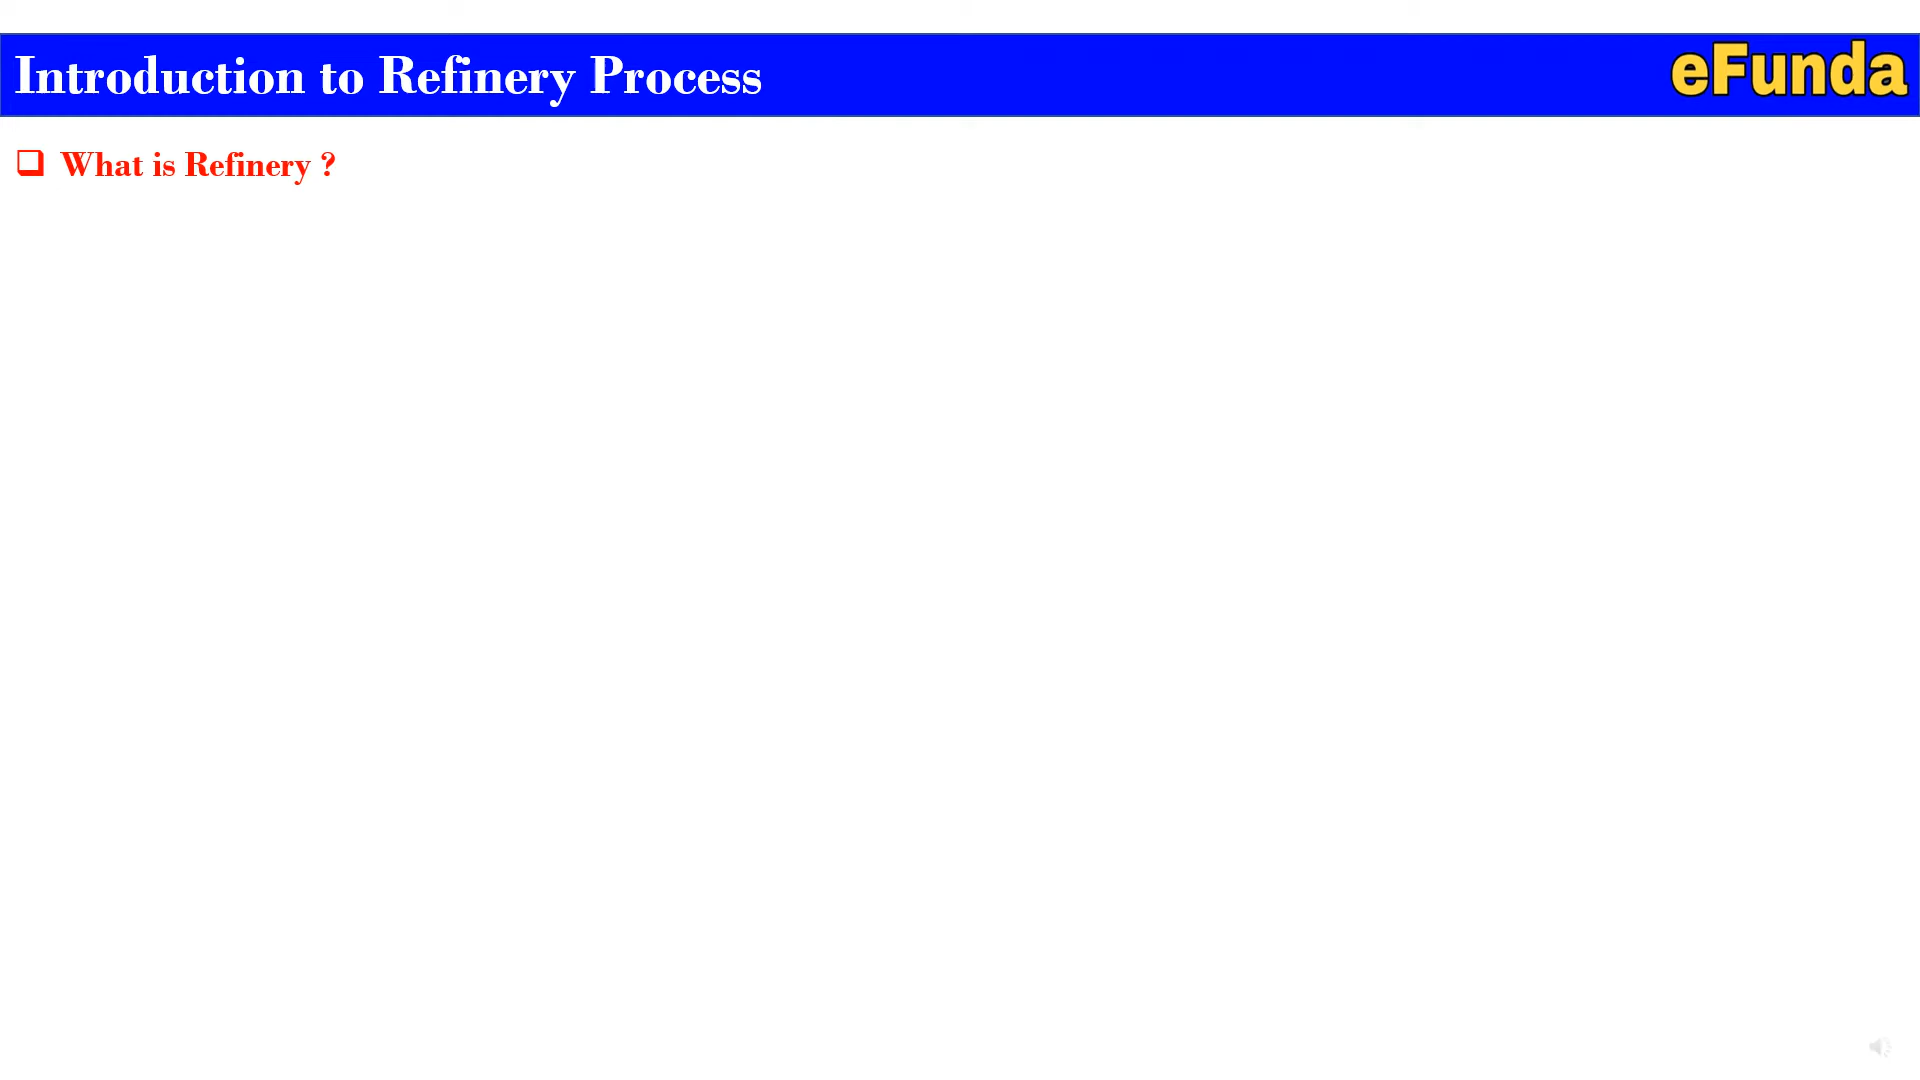 Introduction to Refinery Process
eFunda
What is Refinery ?